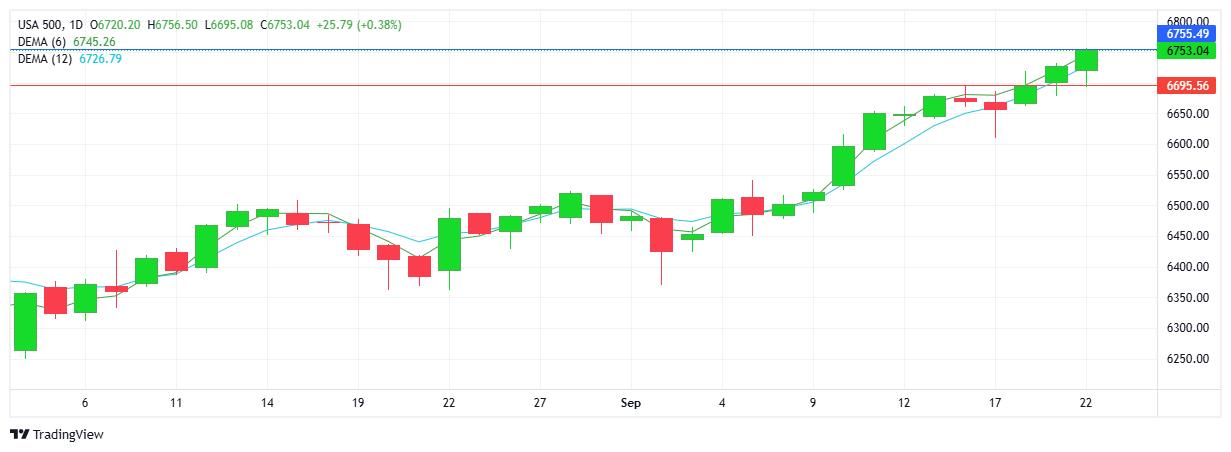 USA 500, 1D O6720.20 H6756.50 L6695.08 C6753.04 +25.79 (+0.38%)
DEMA (6) 6745.26
DEMA (12) 6726.79
6800.00
6755.49
6753.04
6695.56
6650.00
6600.00
6550.00
6500.00
6450.00
6400.00
6350.00
6300.00
6250.00
6 11 14 19 22 27 Sep 4 9 12 17 22
TradingView